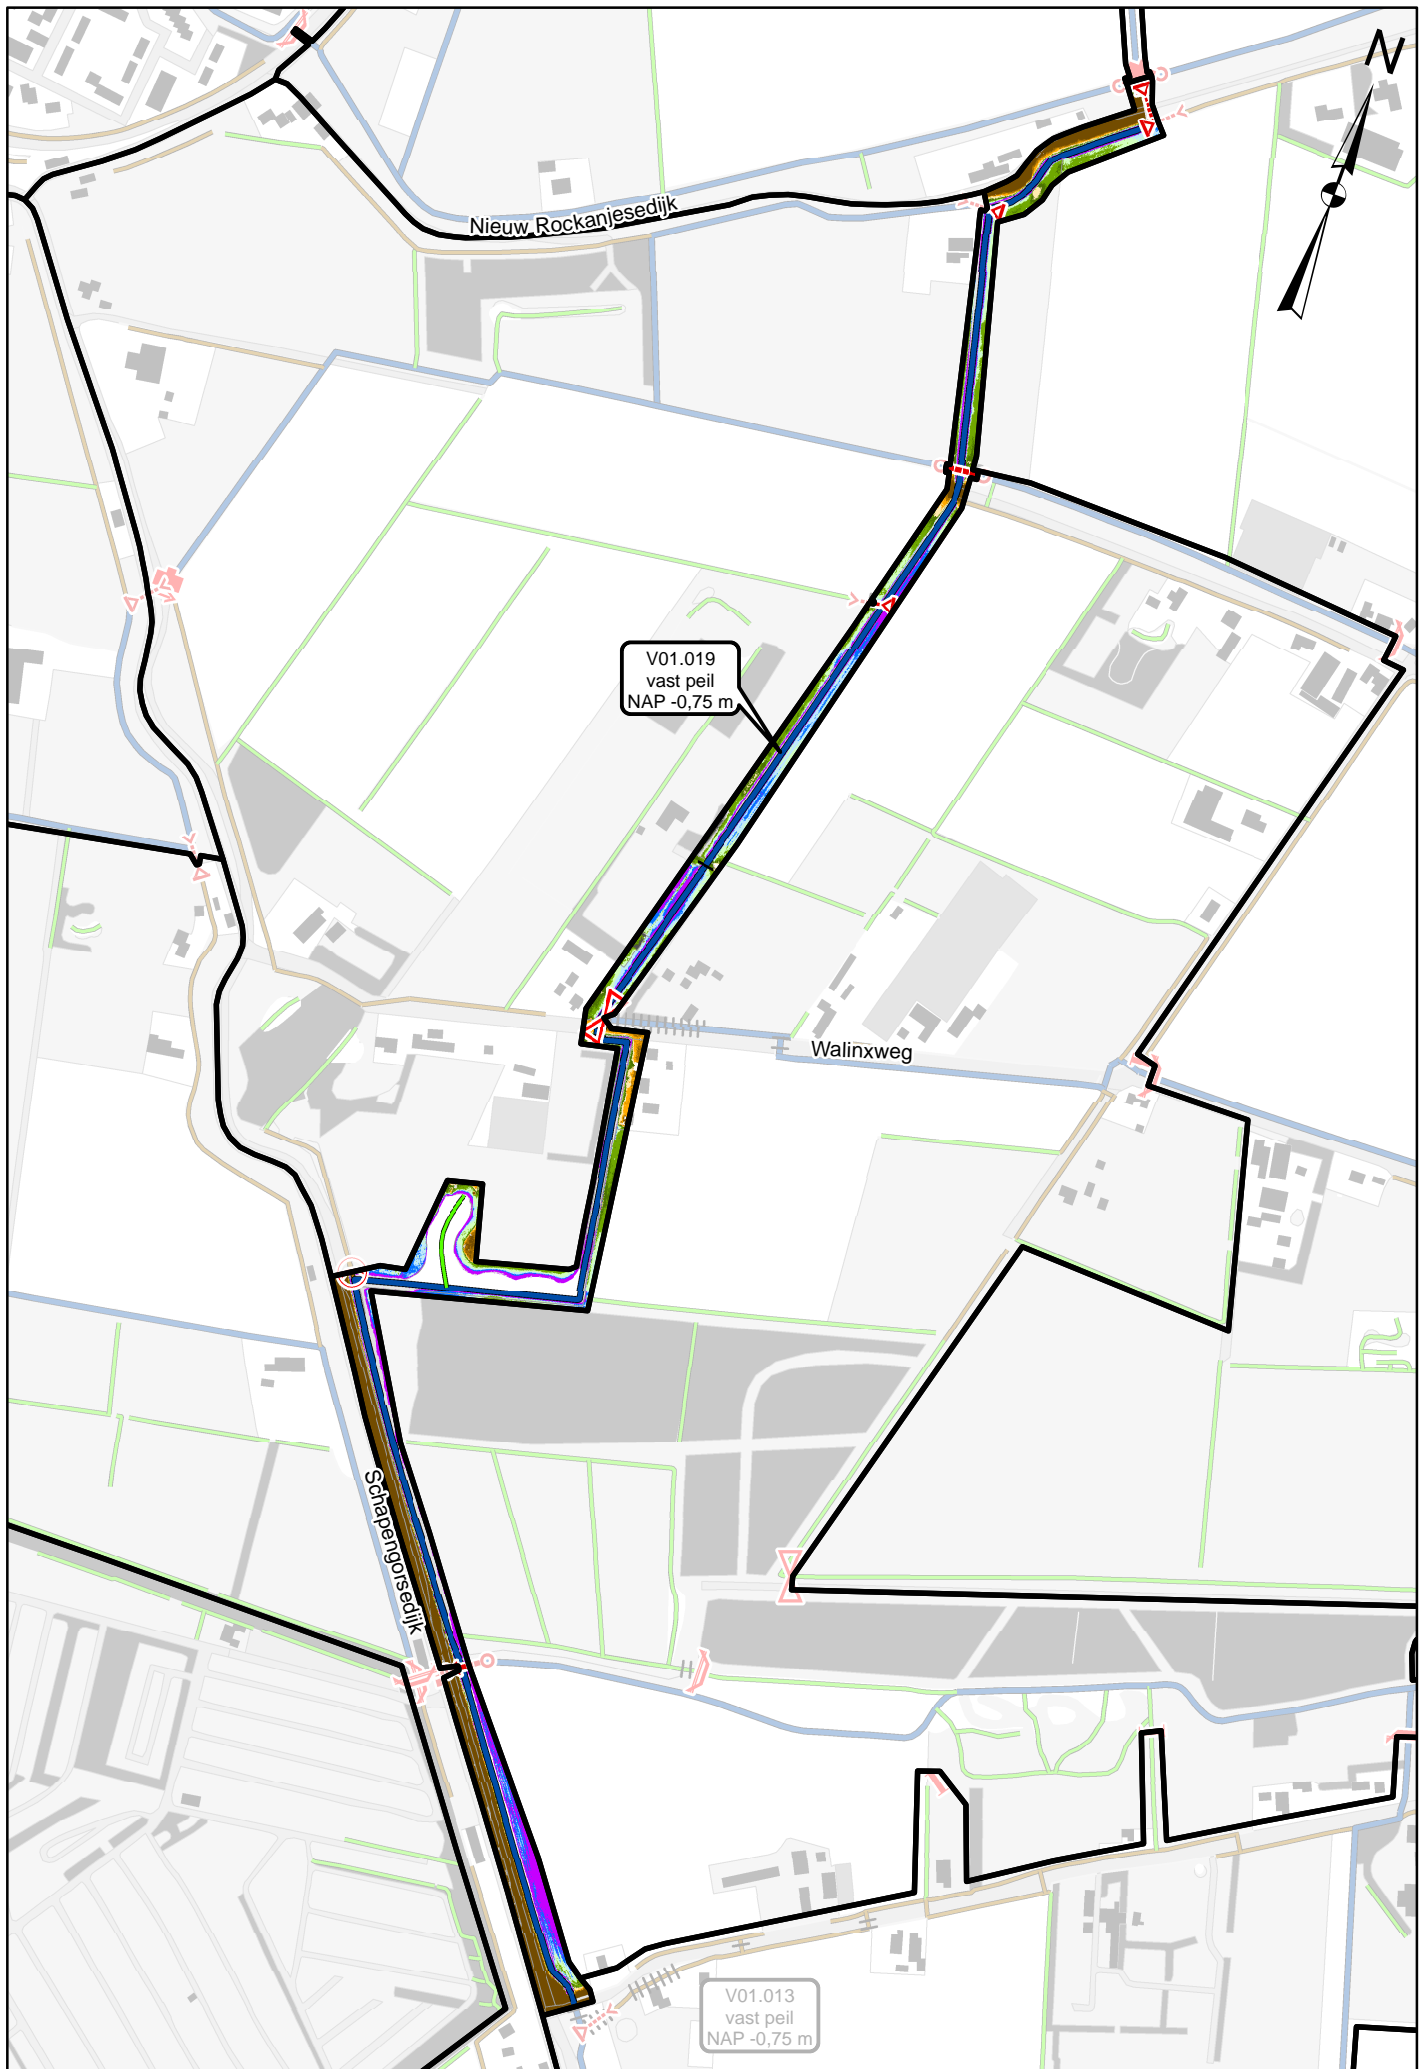 N
Nieuw Rockanjesedijk
V01.019
vast peil
NAP -0,75 m
Walinxweg
Schapengorsedijk
V01.013
vast peil
NAP -0,75 m